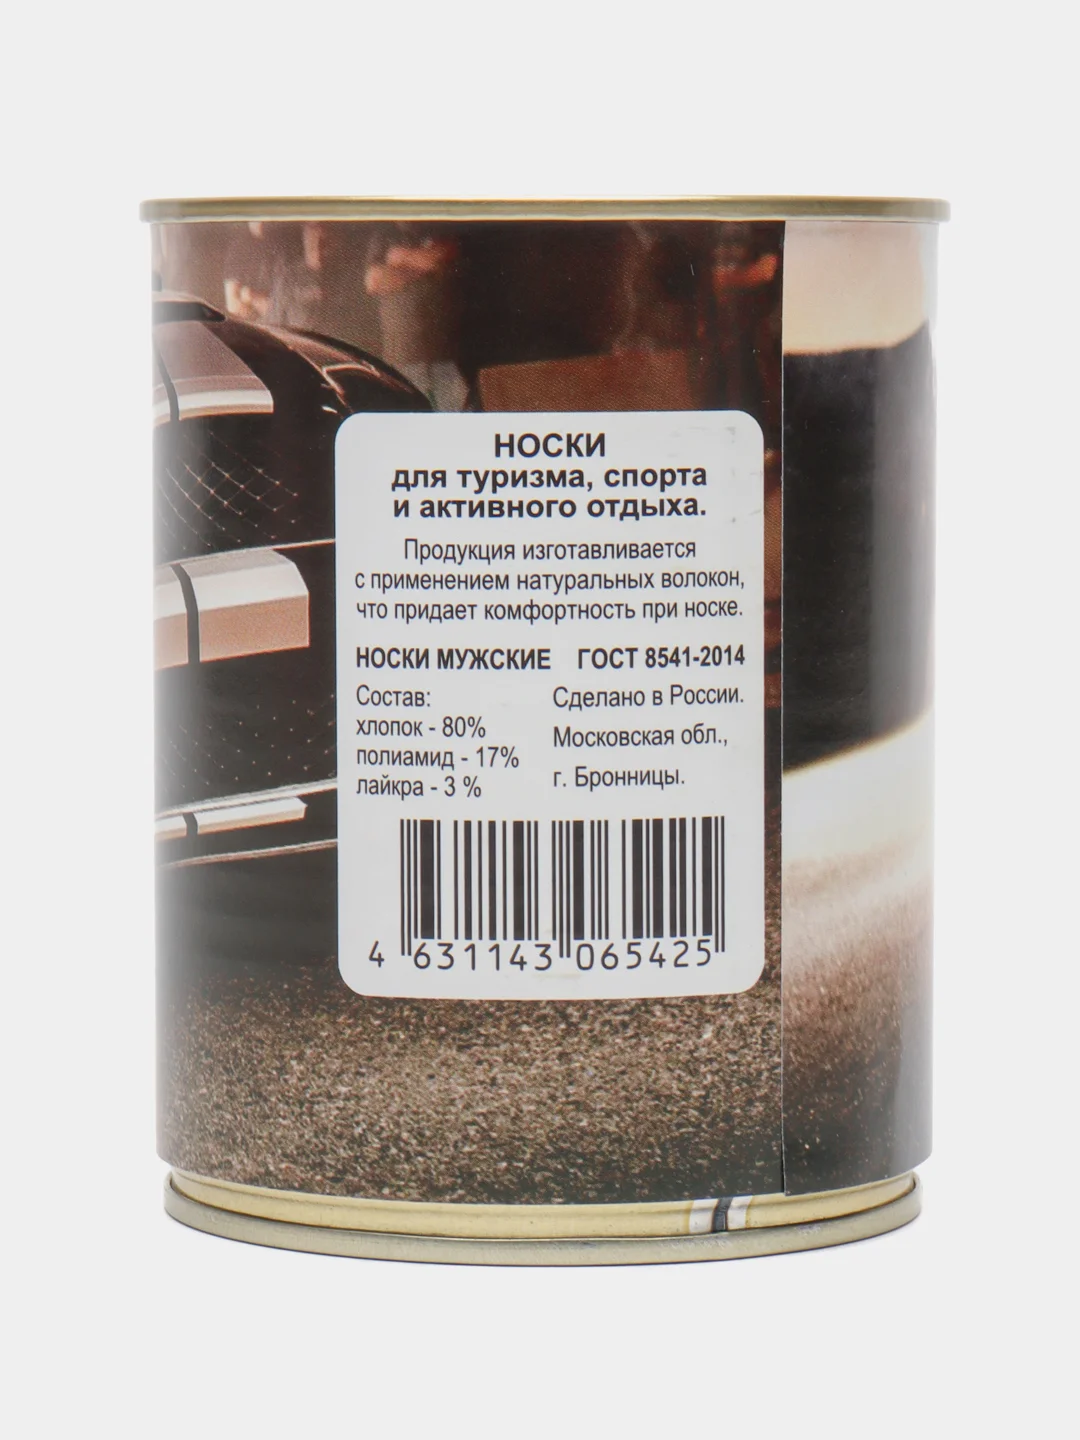 НОСКИ
для туризма, спорта
и активного отдыха.
Продукция изготавливается
с применением натуральных волокон,
что придает комфортность при носке.
НОСКИ МУЖСКИЕ ГОСТ 8541-2014
Состав:
хлопок - 80%
полиамид - 17%
лайкра - 3 %
Сделано в России.
Московская обл.,
г. Бронницы.
4 631143 065425